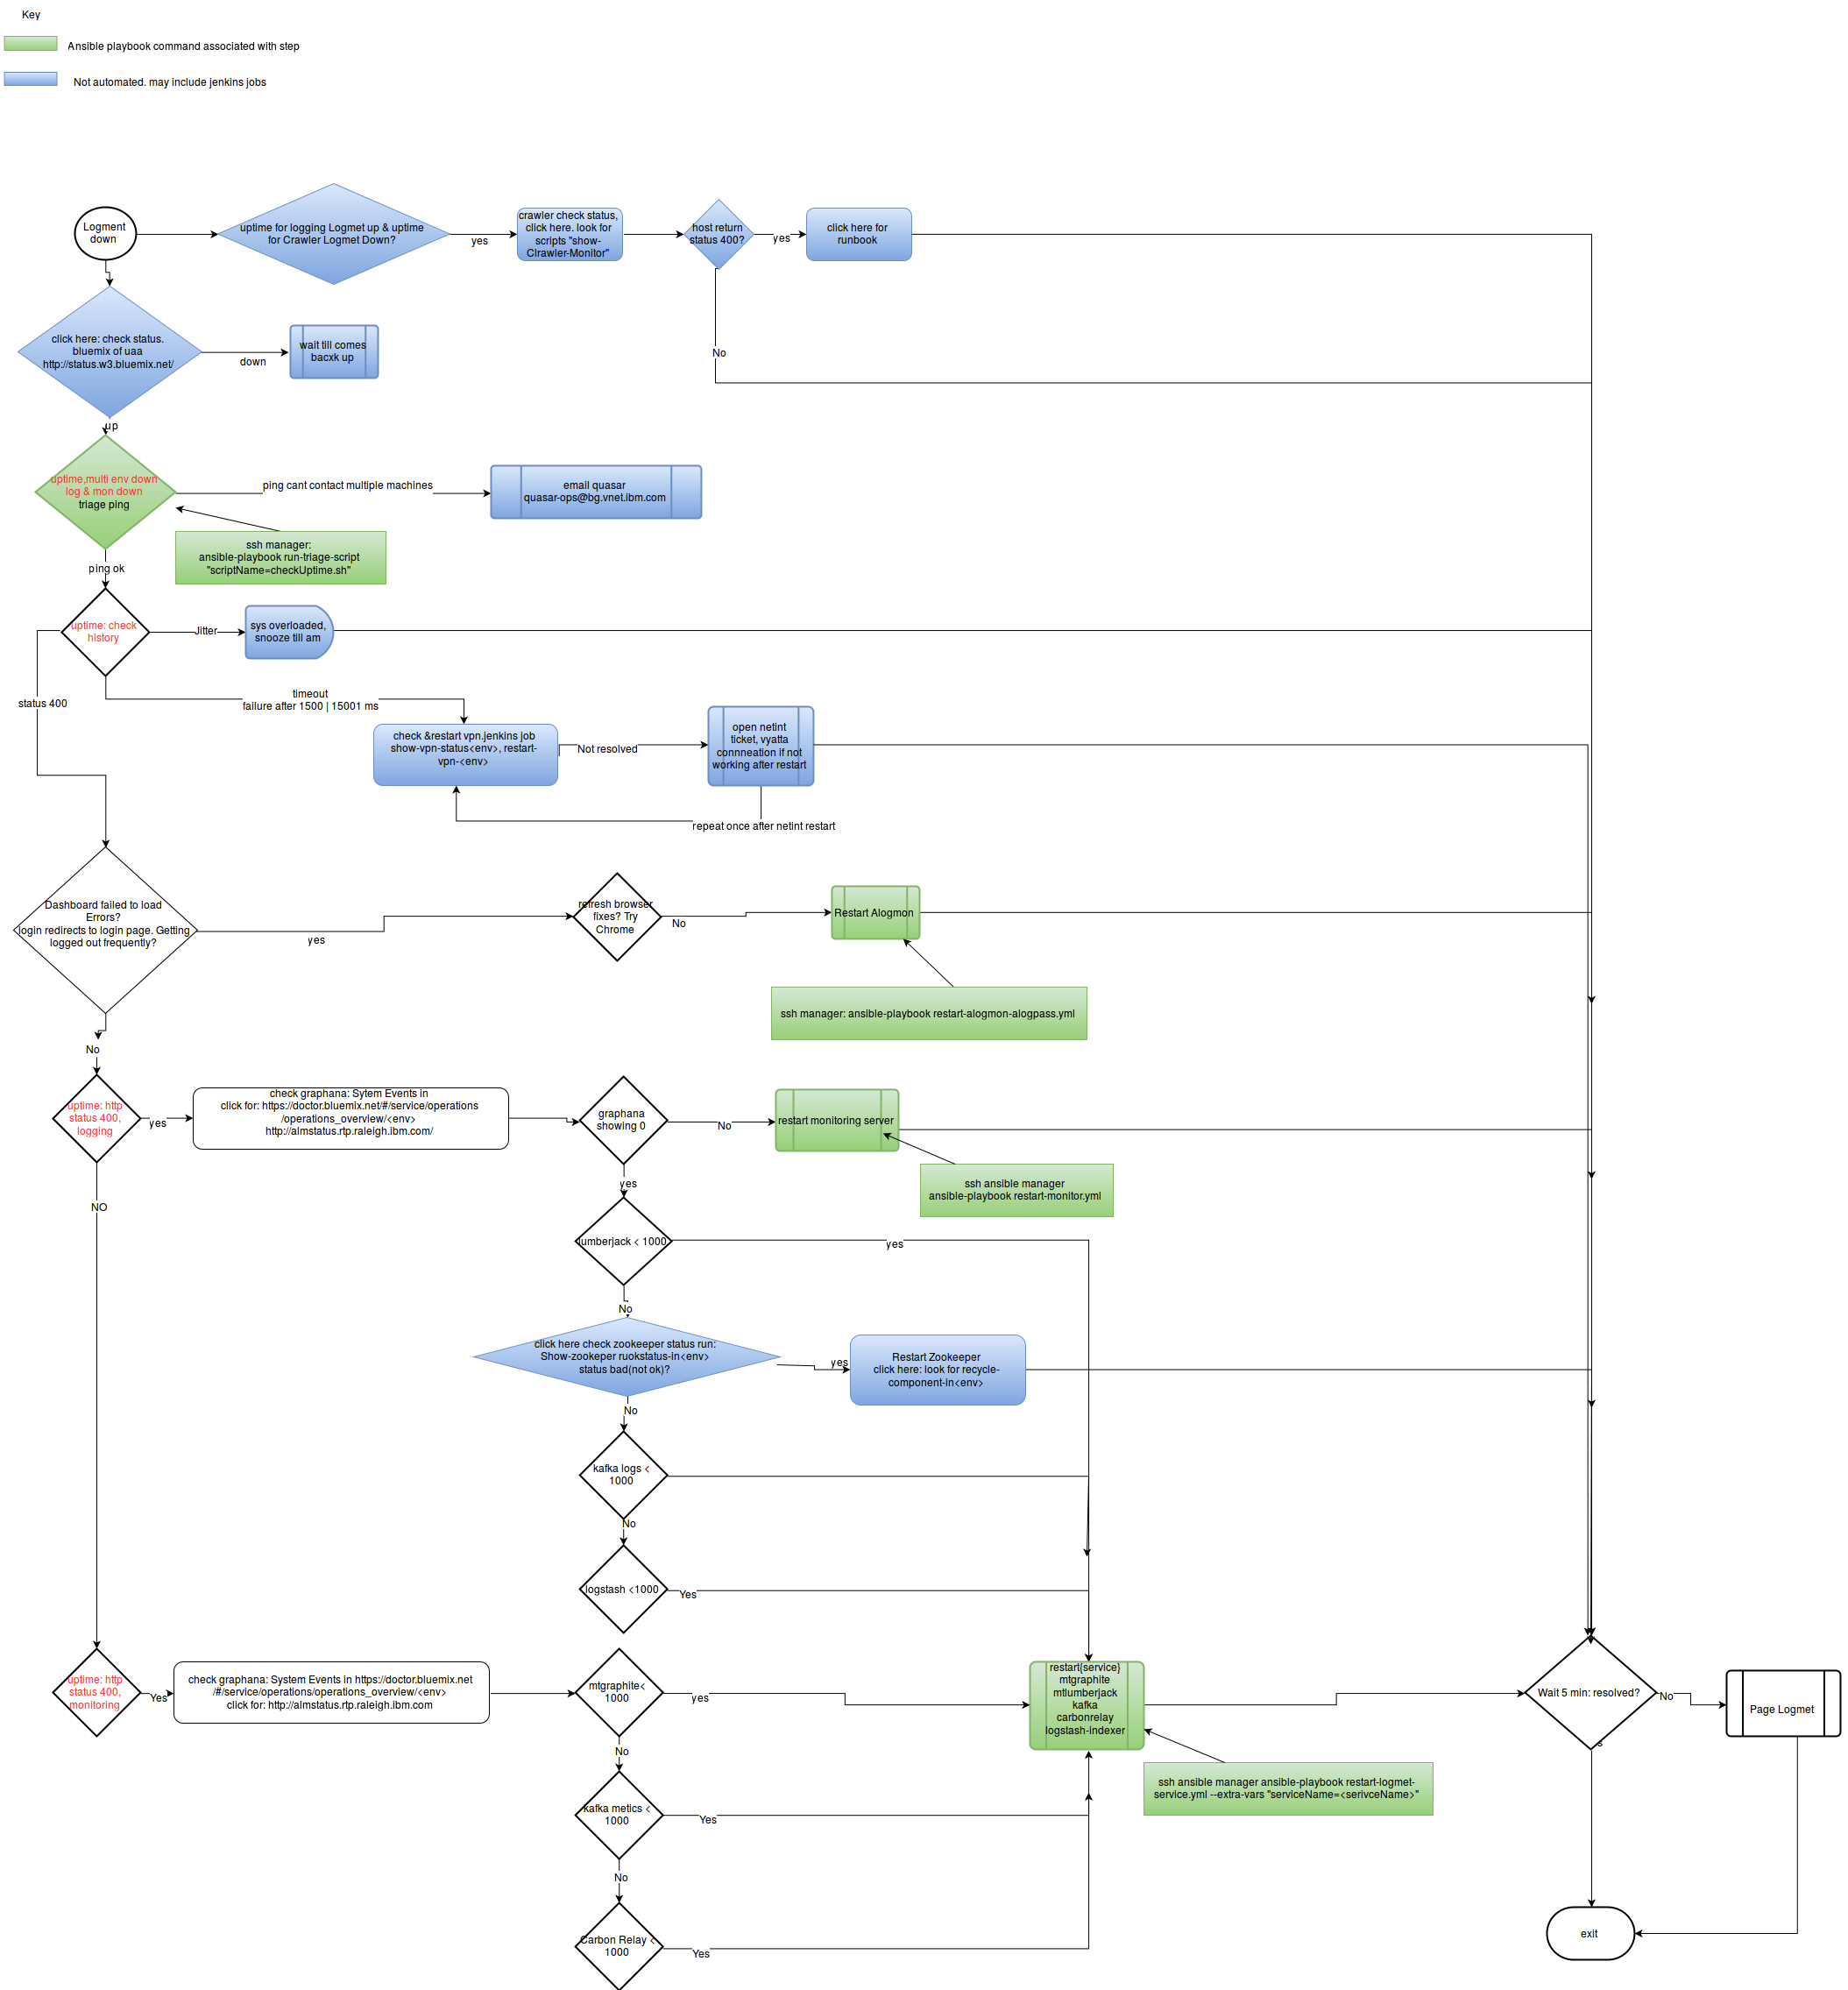 Key
Ansible playbook command associated with step
Not automated. may include jenkins jobs
Logment
down
uptime for logging Logmet up & uptime
for Crawler Logmet Down?
yes
crawler check status,
click here. look for
scripts "show-
Clrawler-Monitor"
host return
status 400?
yes
click here for
runbook
No
click here: check status.
bluemix of uaa
http://status.w3.bluemix.net/
down
wait till comes
bacxk up
up
uptime,multi env down
log & mon down
triage ping
ping cant contact multiple machines
email quasar
quasar-ops@bg.vnet.ibm.com
ssh manager:
ansible-playbook run-triage-script
"scriptName=checkUptime.sh"
ping ok
uptime: check
history
Jitter
sys overloaded,
snooze till am
status 400
timeout
failure after 1500 | 15001 ms
check &restart vpn.jenkins job
show-vpn-status<env>, restart-
vpn-<env>
Not resolved
open netint
ticket, vyatta
connneation if not
working after restart
repeat once after netint restart
Dashboard failed to load
Errors?
login redirects to login page. Getting
logged out frequently?
yes
refresh browser
fixes? Try
Chrome
No
Restart Alogmon
ssh manager: ansible-playbook restart-alogmon-alogpass.yml
No
uptime: http
status 400,
logging
yes
check graphana: Sytem Events in
click for: https://doctor.bluemix.net/#/service/operations
/operations_overview/<env>
http://almstatus.rtp.raleigh.ibm.com/
graphana
showing 0
No
restart monitoring server
ssh ansible manager
ansible-playbook restart-monitor.yml
yes
NO
lumberjack < 1000
yes
No
click here check zookeeper status run:
Show-zookeper ruokstatus-in<env>
status bad(not ok)?
yes
Restart Zookeeper
click here: look for recycle-
component-in<env>
No
kafka logs <
1000
No
logstash <1000
Yes
uptime: http
status 400,
monitoring
Yes
check graphana: System Events in https://doctor.bluemix.net
/#/service/operations/operations_overview/<env>
click for: http://almstatus.rtp.raleigh.ibm.com
mtgraphite<
1000
yes
restart{service}
mtgraphite
mtlumberjack
kafka
carbonrelay
logstash-indexer
Wait 5 min: resolved?
No
Page Logmet
s
ssh ansible manager ansible-playbook restart-logmet-
service.yml --extra-vars "serviceName=<serivceName>"
No
kafka metics <
1000
Yes
No
Carbon Relay <
1000
Yes
exit